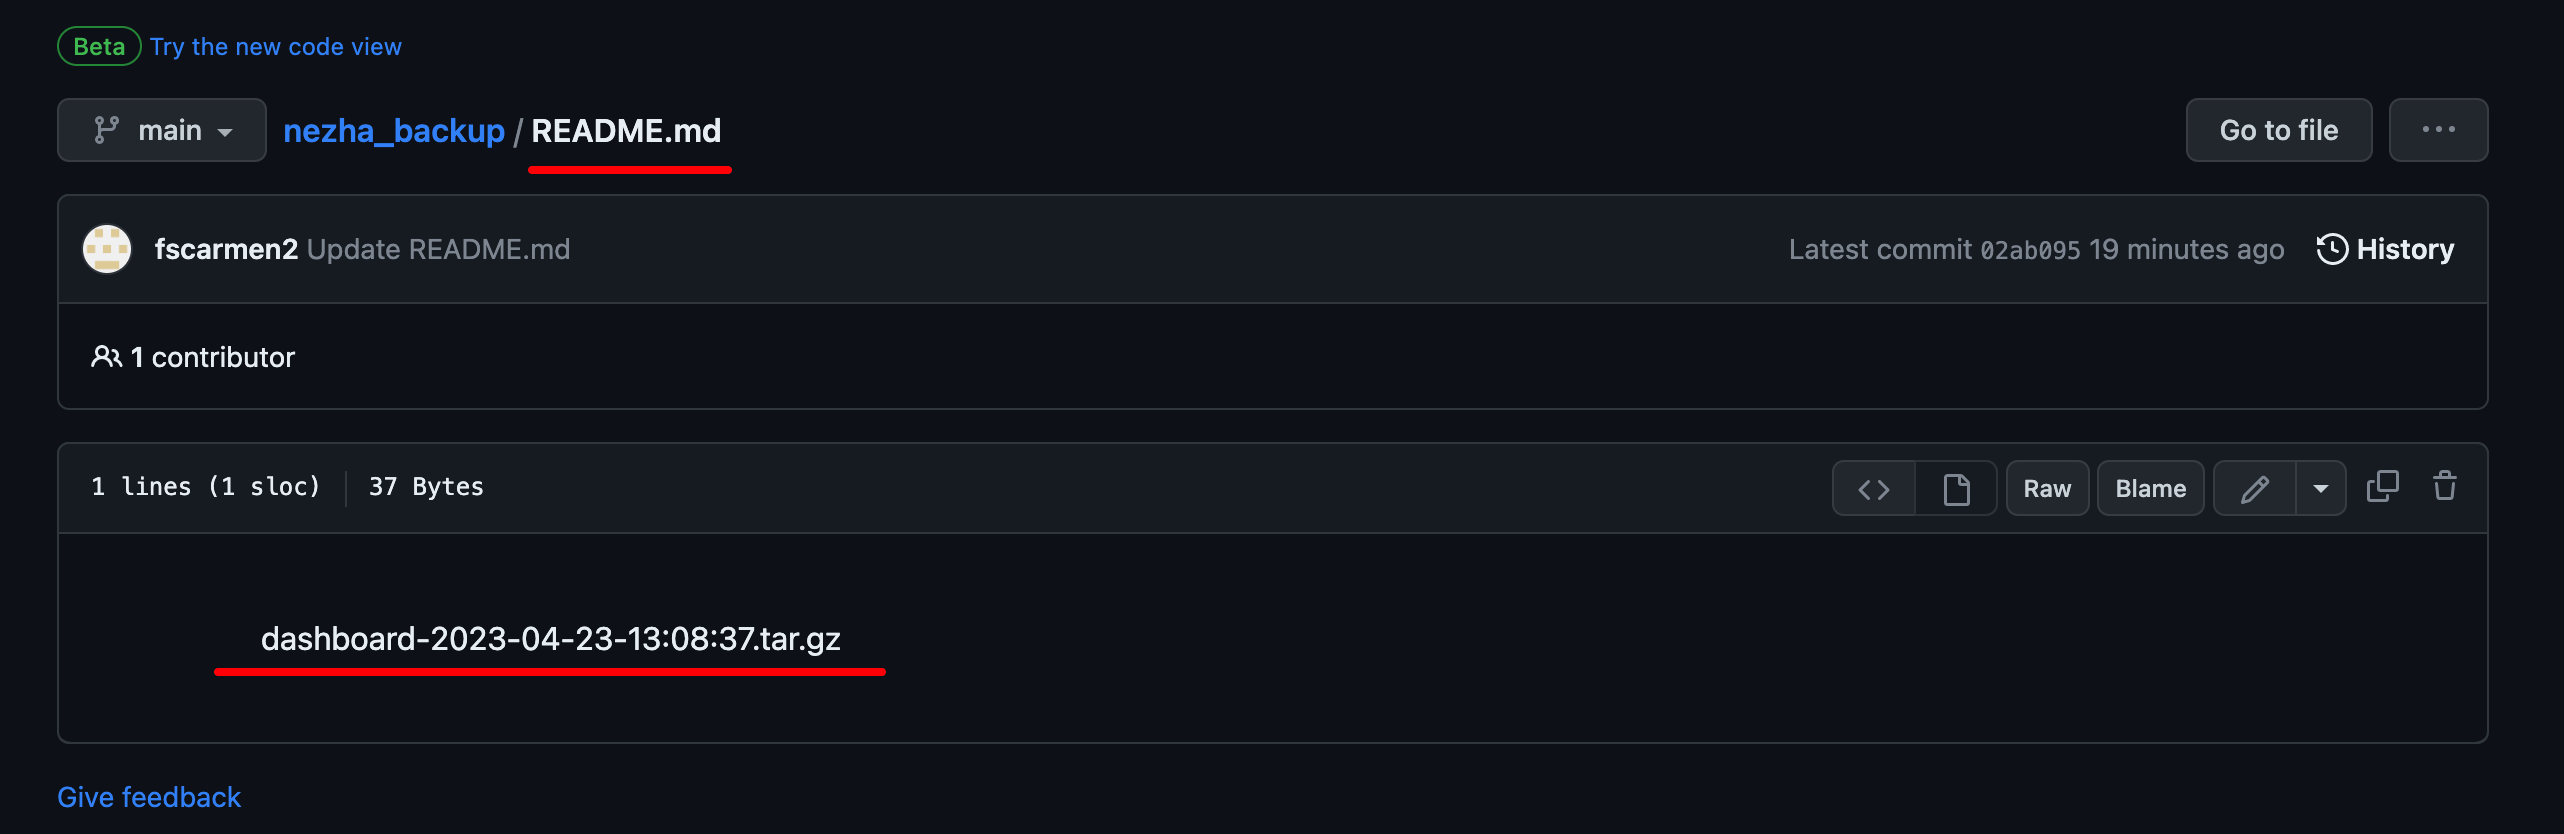 Beta Try the new code view
main nezha_backup / README.md Go to file
fscarmen2 Update README.md Latest commit 02ab095 19 minutes ago History
1 contributor
1 lines (1 sloc) 37 Bytes Raw Blame
dashboard-2023-04-23-13:08:37.tar.gz
Give feedback